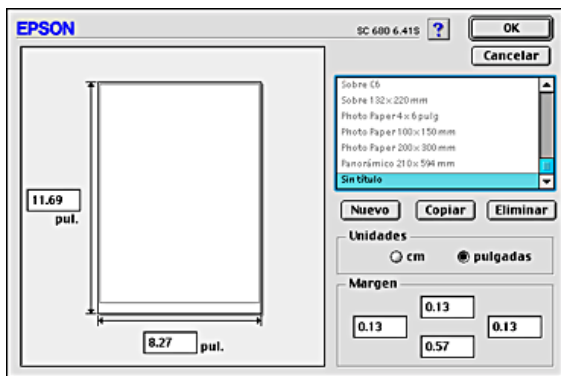 EPSON
SC 680 6.41S
?
OK
Cancelar
Sobre C6
Sobre 132×220 mm
Photo Paper 4×6 pulg
Photo Paper 100×150 mm
Photo Paper 200×300 mm
Panorámico 210×594 mm
Sin título
11.69
pul.
8.27 pul.
Nuevo Copiar Eliminar
Unidades
cm pulgadas
Margen
0.13
0.13 0.13
0.57